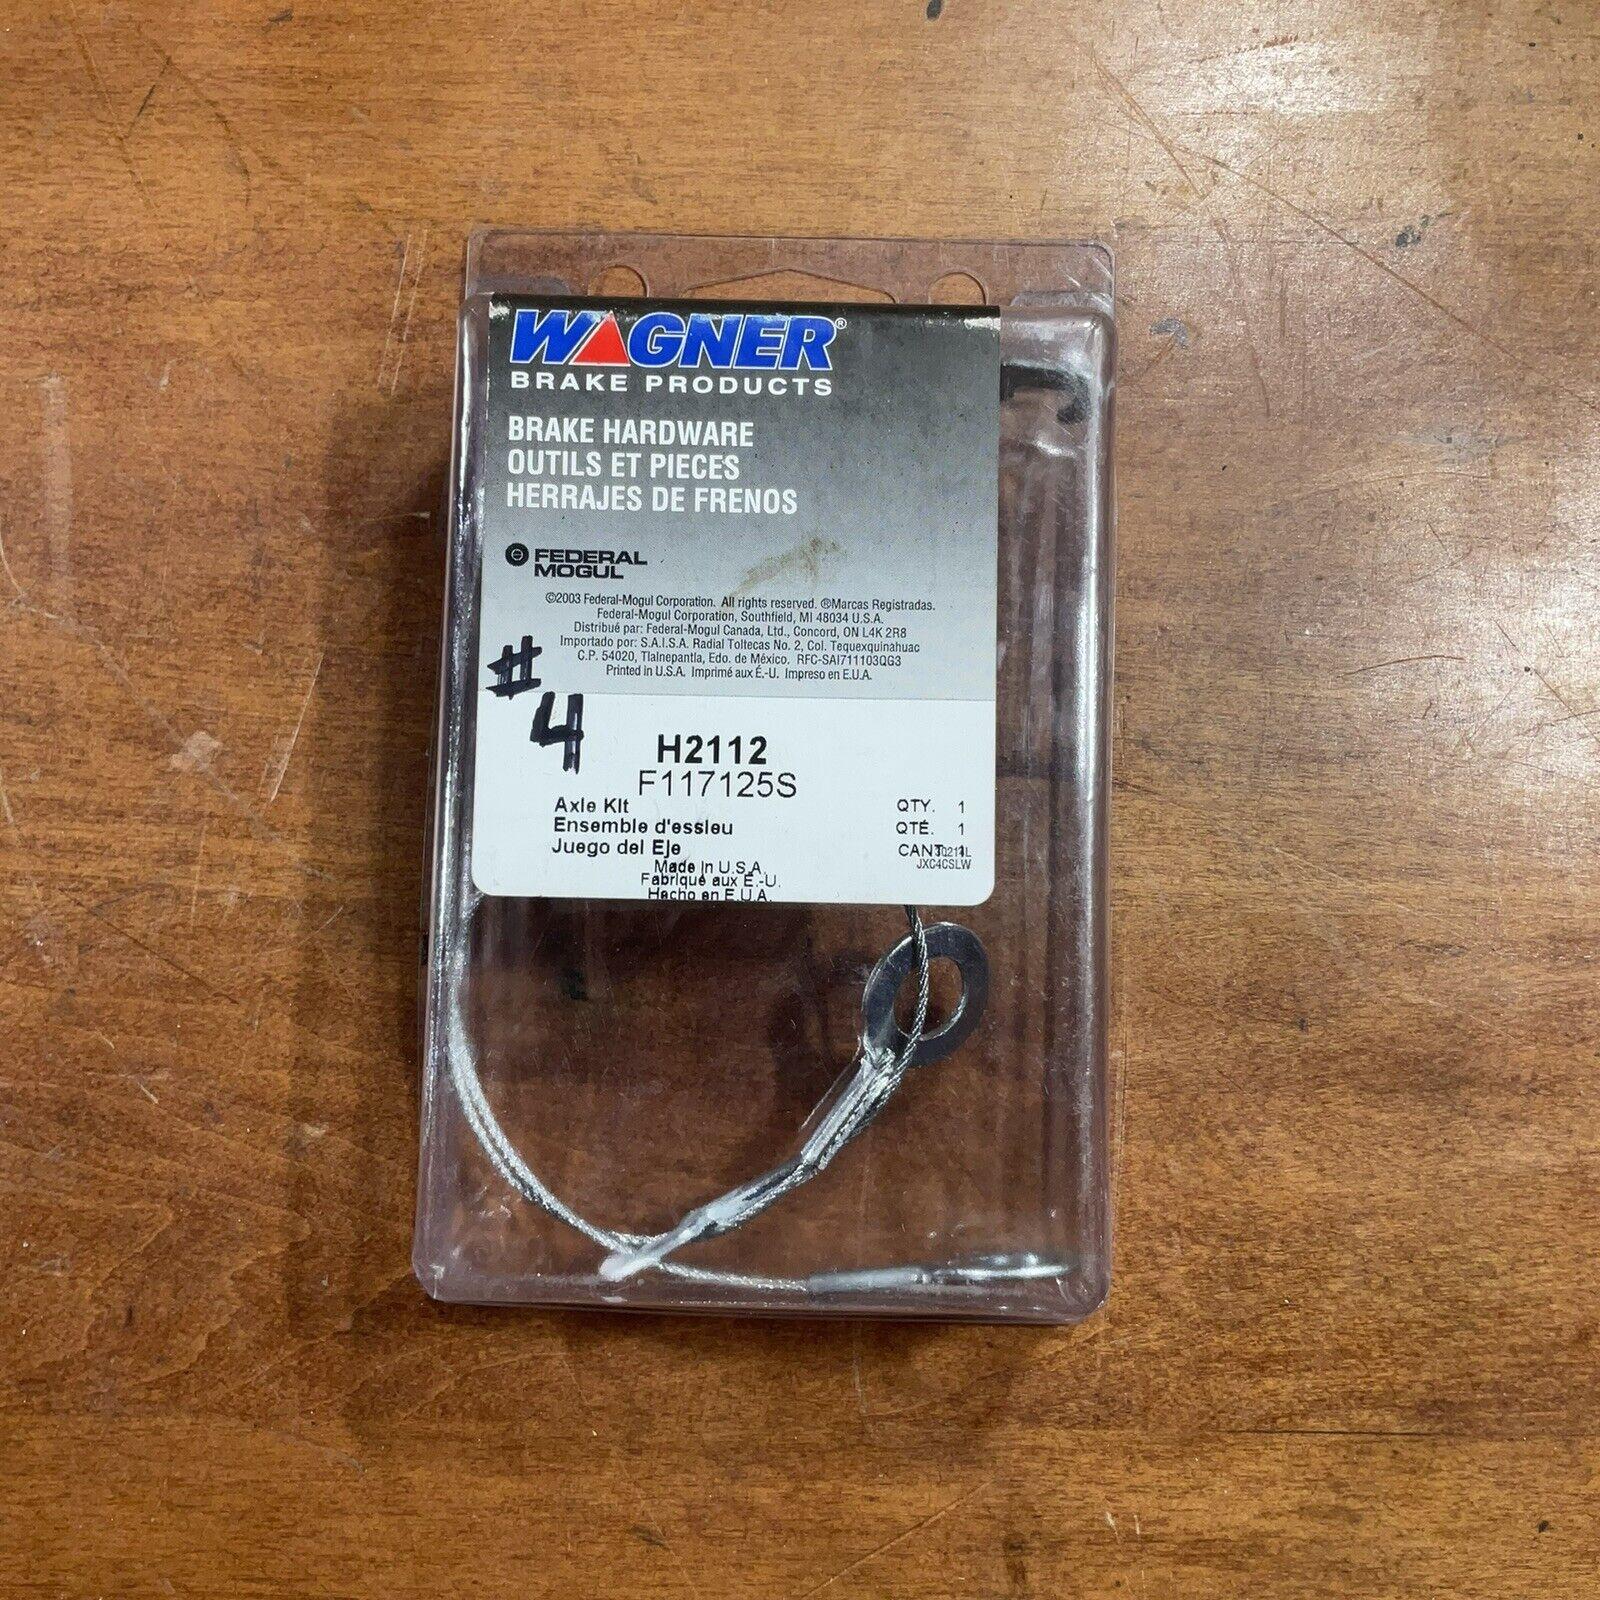 WAGNER®
BRAKE PRODUCTS
BRAKE HARDWARE
OUTILS ET PIECES
HERRAJES DE FRENOS
FEDERAL
MOGUL
©2003 Federal-Mogul Corporation. All rights reserved. ®Marcas Registradas.
Federal-Mogul Corporation, Southfield, MI 48034 U.S.A.
Distribué par: Federal-Mogul Canada, Ltd., Concord, ON L4K 2R8
Importado por: S.A.I.S.A. Radial Toltecas No. 2, Col. Tequexquinahuac
C.P. 54020, Tlalnepantla, Edo. de México. RFC-SAI711103QG3
Printed in U.S.A. Imprimé aux É.-U. Impreso en E.U.A.
#4
H2112
F117125S
Axle Kit QTY. 1
Ensemble d'essieu QTÉ. 1
Juego del Eje CANT. 1
JXC4CSLW
Made in U.S.A.
Fabriqué aux É.-U.
Hecho en E.U.A.